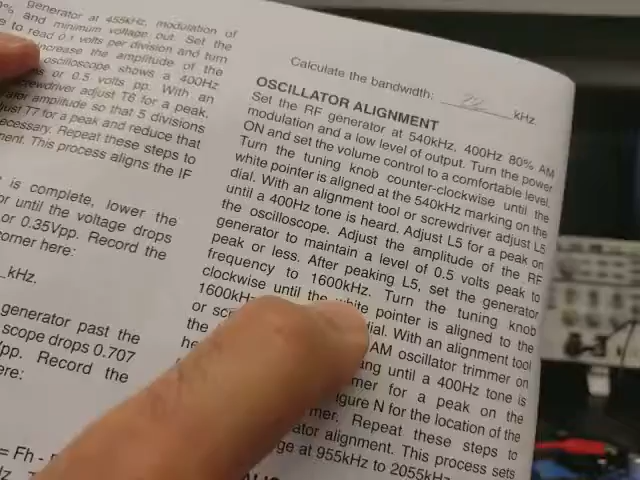 generator at 455kHz, modulation of
and minimum voltage out. Set the
to read 0.1 volts per division and turn
increase the amplitude of the
oscilloscope shows a 400Hz
or 0.5 volts pp. With an
screwdriver adjust T6 for a peak.
amplitude so that 5 divisions
T7 for a peak and reduce that
necessary. Repeat these steps to
This process aligns the IF
is complete, lower the
or until the voltage drops
or 0.35Vpp. Record the
corner here:
kHz.
generator past the
scope drops 0.707
Record the
= Fh -
Calculate the bandwidth: kHz.
OSCILLATOR ALIGNMENT
Set the RF generator at 540kHz, 400Hz 80% AM
modulation and a low level of output. Turn the power
ON and set the volume control to a comfortable level.
Turn the tuning knob counter-clockwise until the
white pointer is aligned at the 540kHz marking on the
dial. With an alignment tool or screwdriver adjust L5
until a 400Hz tone is heard. Adjust L5 for a peak on
the oscilloscope. Adjust the amplitude of the RF
generator to maintain a level of 0.5 volts peak to
peak or less. After peaking L5, set the generator
frequency to 1600kHz. Turn the tuning knob
clockwise until the white pointer is aligned to the
1600kHz dial. With an alignment tool
or AM oscillator trimmer on
the until a 400Hz tone is
for a peak on the
N for the location of the
Repeat these steps to
alignment. This process sets
at 955kHz to 2055kHz